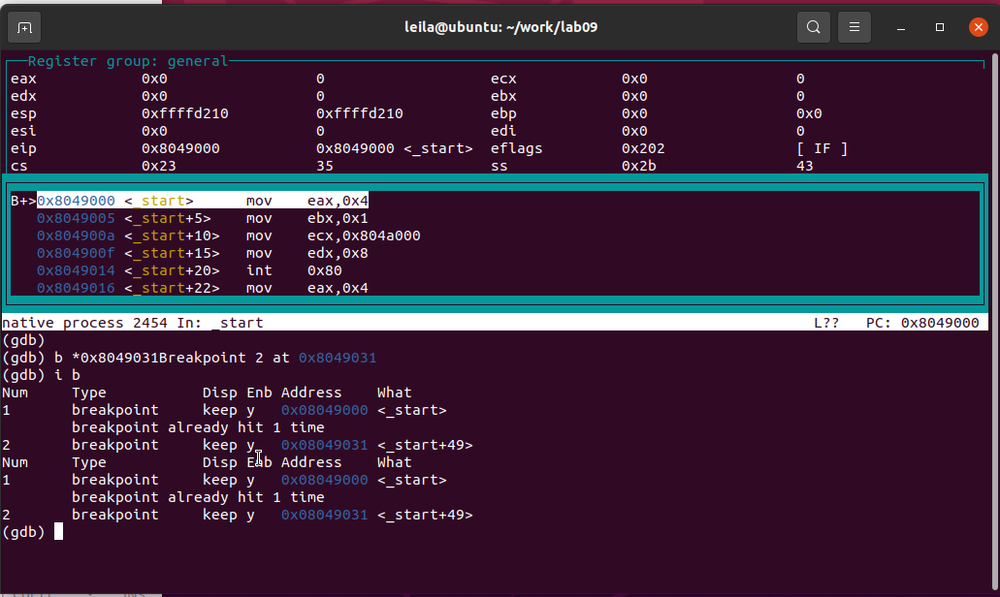 leila@ubuntu: ~/work/lab09
Register group: general
eax 0x0 0 ecx 0x0 0
edx 0x0 0 ebx 0x0 0
esp 0xffffd210 0xffffd210 ebp 0x0 0x0
esi 0x0 0 edi 0x0 0
eip 0x8049000 0x8049000 <_start> eflags 0x202 [ IF ]
cs 0x23 35 ss 0x2b 43
B+>0x8049000 <_start> mov eax,0x4
0x8049005 <_start+5> mov ebx,0x1
0x804900a <_start+10> mov ecx,0x804a000
0x804900f <_start+15> mov edx,0x8
0x8049014 <_start+20> int 0x80
0x8049016 <_start+22> mov eax,0x4
native process 2454 In: _start L?? PC: 0x8049000
(gdb)
(gdb) b *0x8049031Breakpoint 2 at 0x8049031
(gdb) i b
Num Type Disp Enb Address What
1 breakpoint keep y 0x08049000 <_start>
breakpoint already hit 1 time
2 breakpoint keep y 0x08049031 <_start+49>
Num Type Disp Enb Address What
1 breakpoint keep y 0x08049000 <_start>
breakpoint already hit 1 time
2 breakpoint keep y 0x08049031 <_start+49>
(gdb)